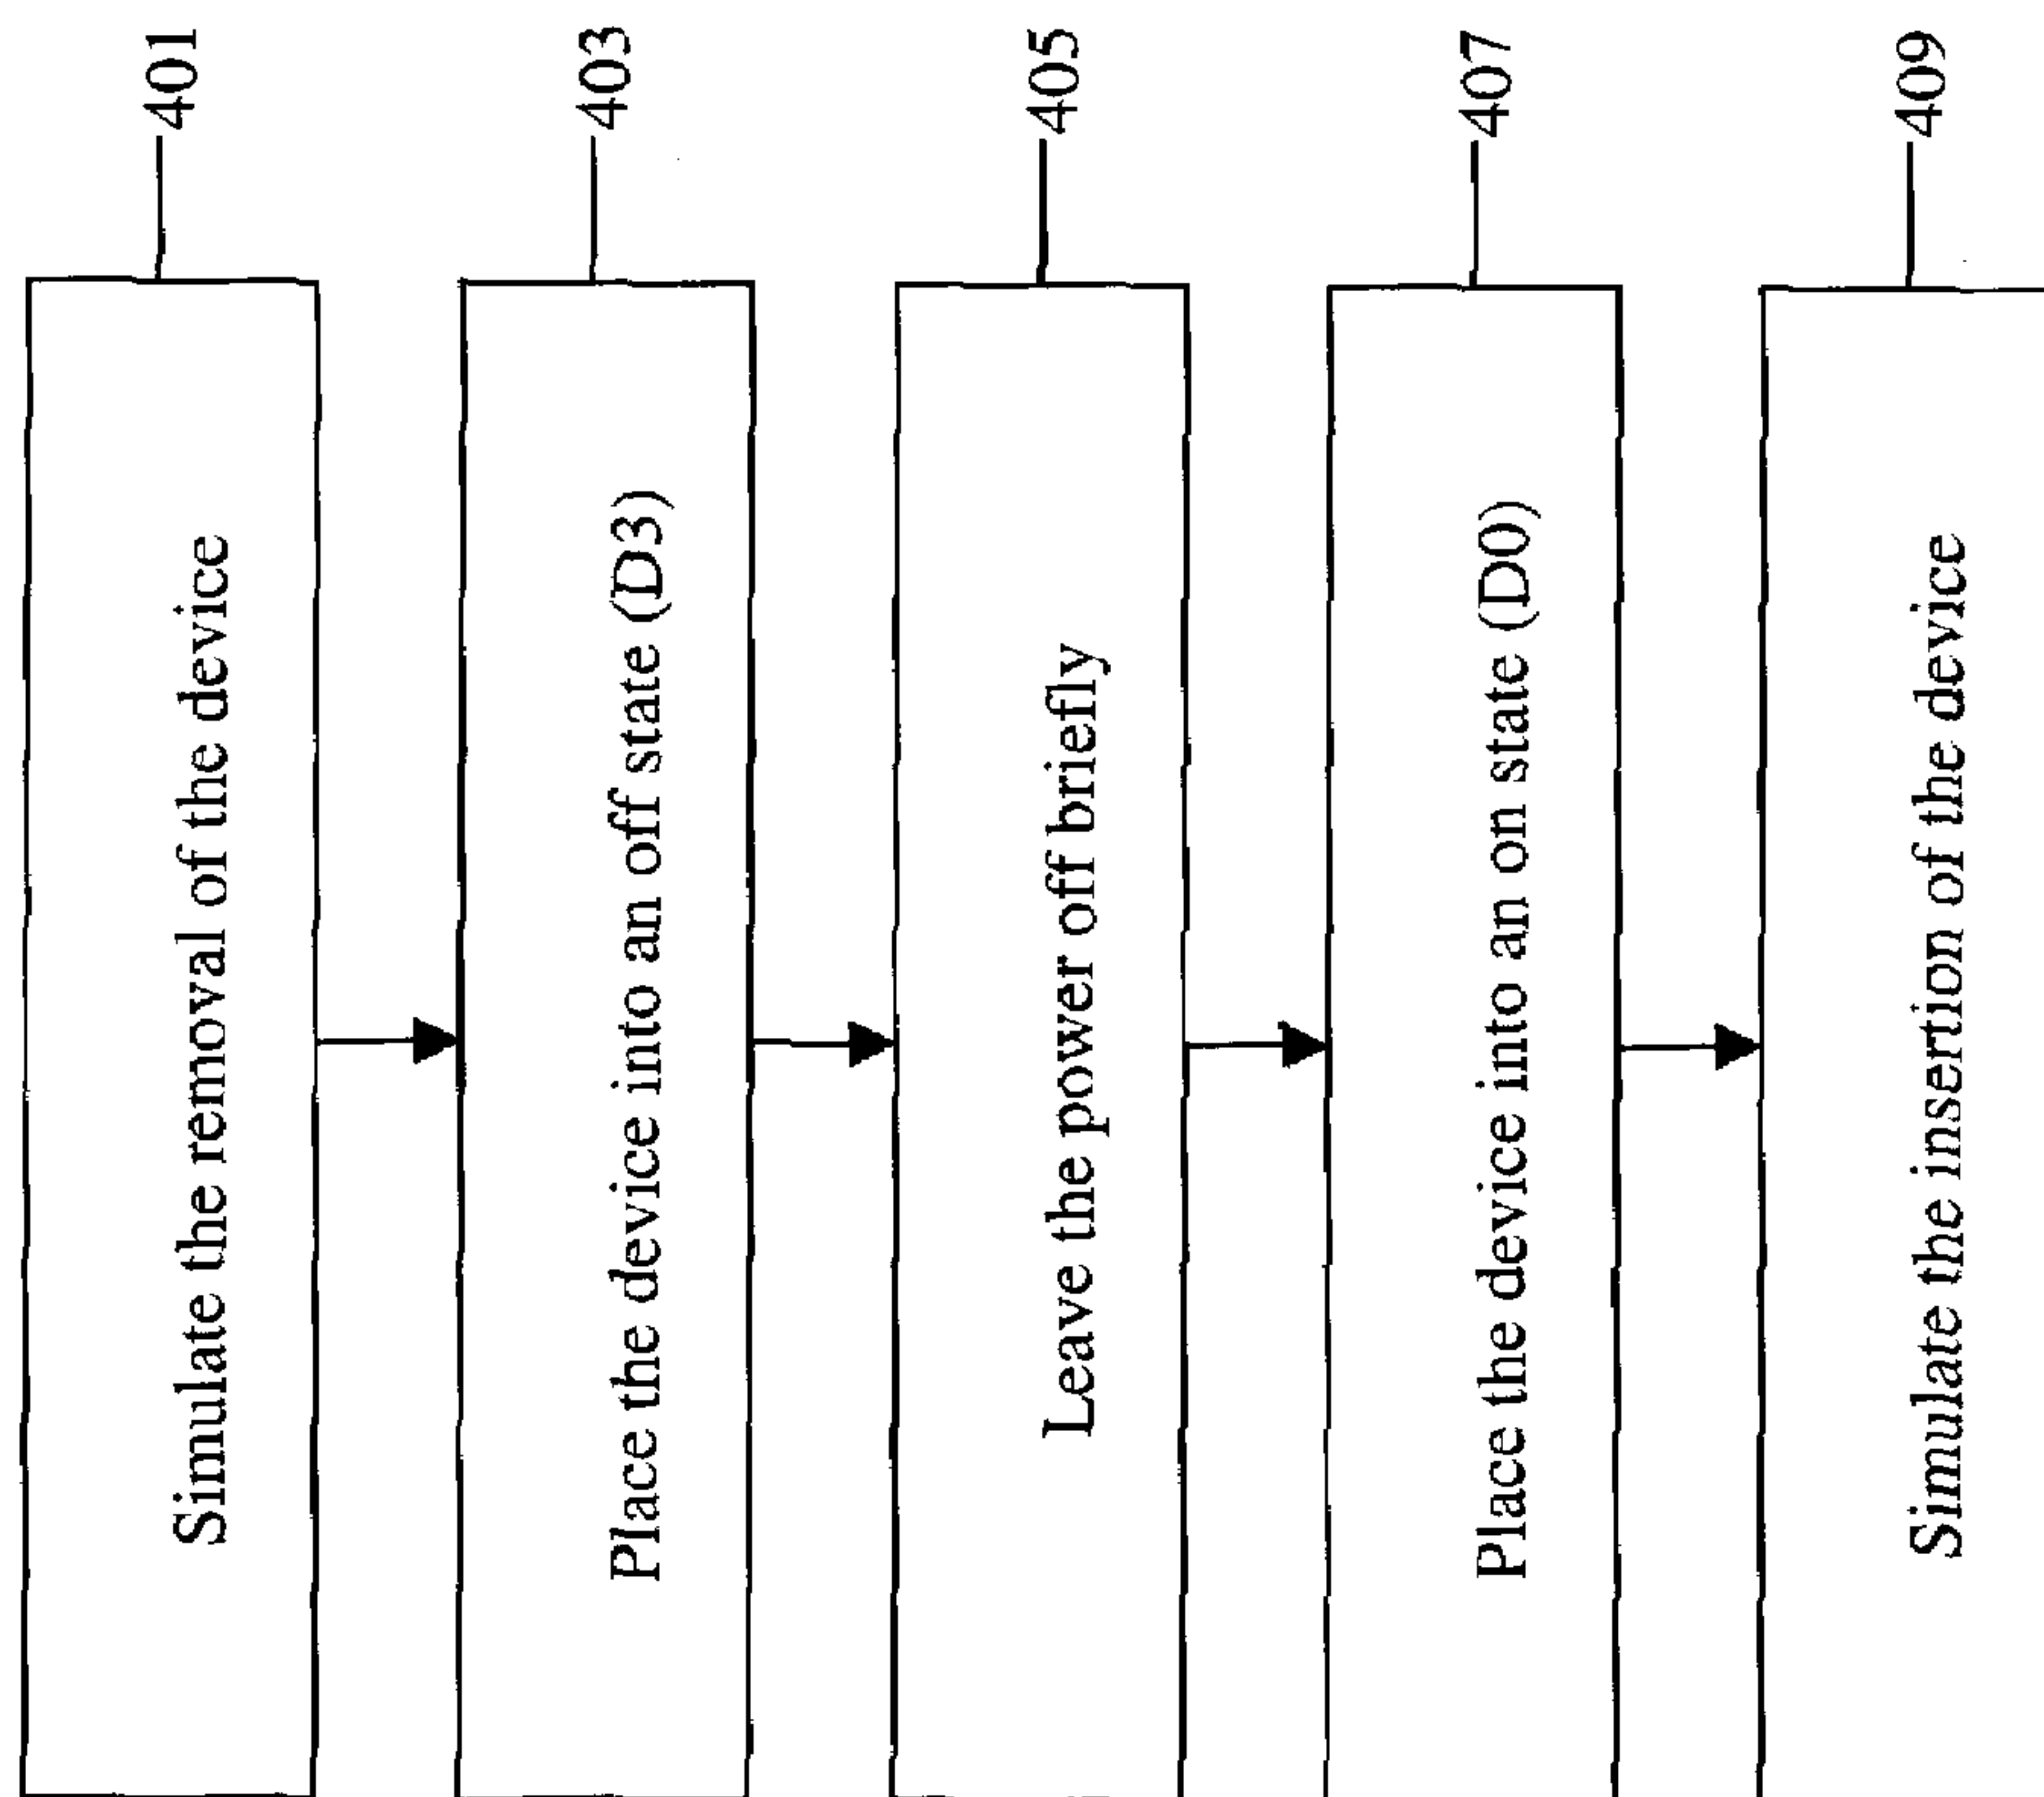 Simulate the removal of the device
401
Place the device into an off state (D3)
403
Leave the power off briefly
405
Place the device into an on state (D0)
407
Simulate the insertion of the device
409